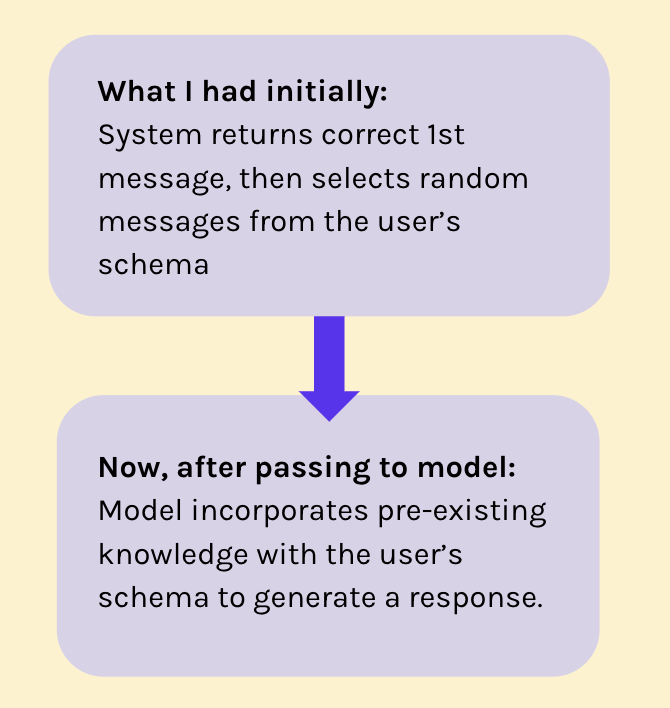 What I had initially:
System returns correct 1st
message, then selects random
messages from the user’s
schema
Now, after passing to model:
Model incorporates pre-existing
knowledge with the user’s
schema to generate a response.